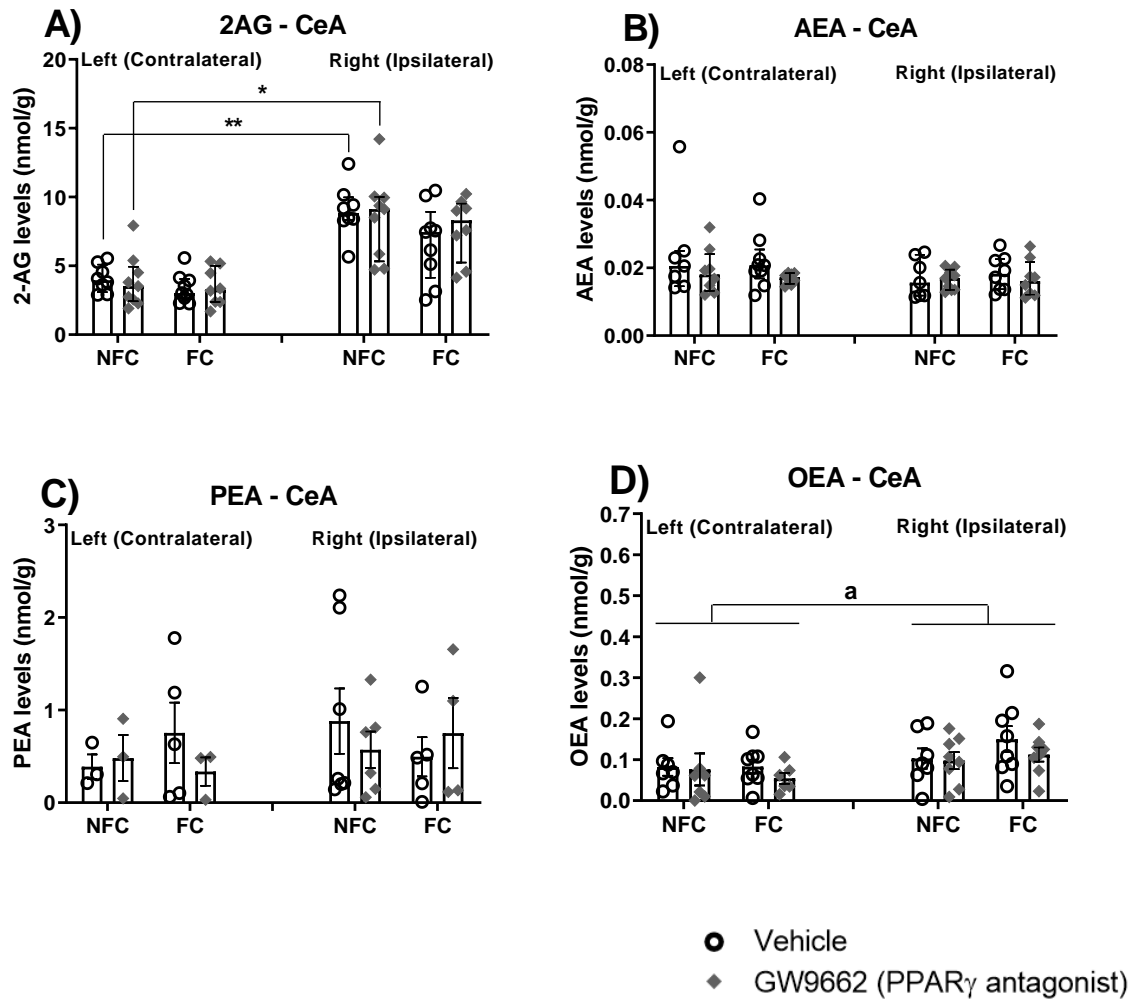 A)
2AG - CeA
Left (Contralateral)
Right (Ipsilateral)
2-AG levels (nmol/g)
20
15
10
5
0
*
**
NFC
FC
NFC
FC
B)
AEA - CeA
Left (Contralateral)
Right (Ipsilateral)
AEA levels (nmol/g)
0.08
0.06
0.04
0.02
0.00
NFC
FC
NFC
FC
C)
PEA - CeA
Left (Contralateral)
Right (Ipsilateral)
PEA levels (nmol/g)
3
2
1
0
NFC
FC
NFC
FC
D)
OEA - CeA
Left (Contralateral)
Right (Ipsilateral)
OEA levels (nmol/g)
0.7
0.6
0.5
0.4
0.3
0.2
0.1
0.0
a
NFC
FC
NFC
FC
Vehicle
GW9662 (PPARγ antagonist)